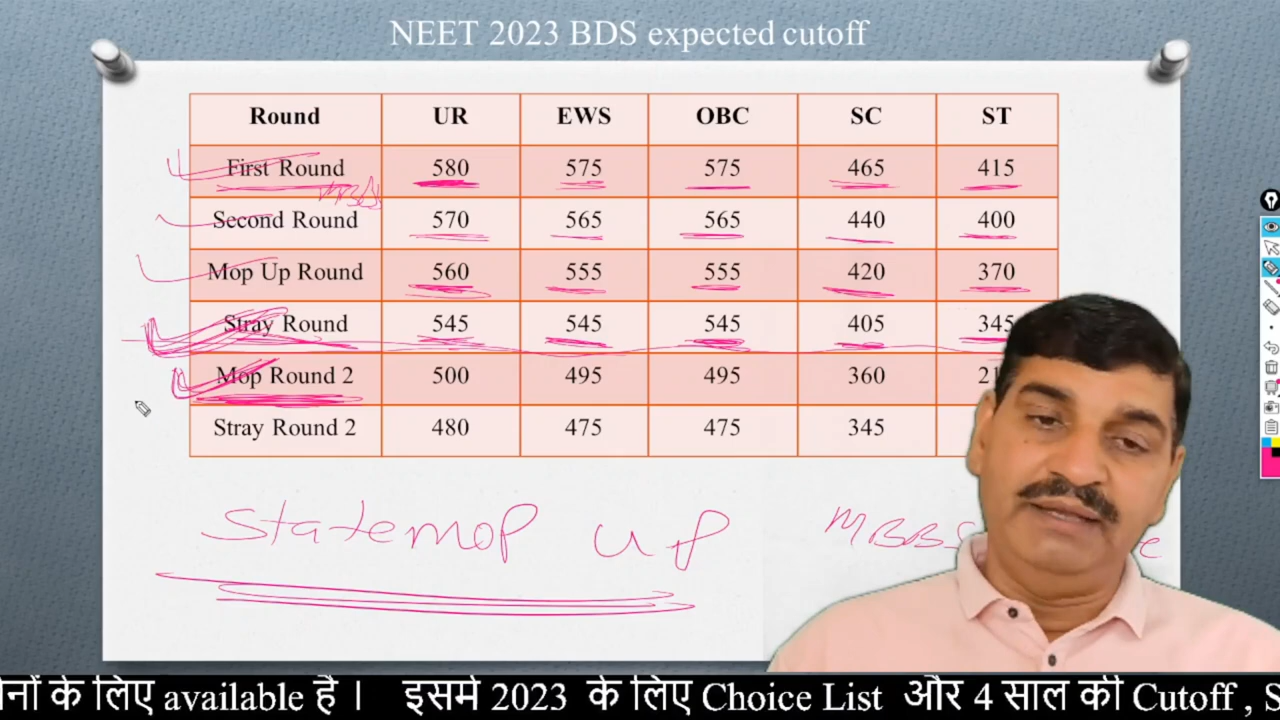 NEET 2023 BDS expected cutoff
Round UR EWS OBC SC ST
First Round 580 575 575 465 415
MBBS
Second Round 570 565 565 440 400
Mop Up Round 560 555 555 420 370
Stray Round 545 545 545 405 345
Mop Round 2 500 495 495 360
Stray Round 2 480 475 475 345
Statemop up MBBS
के लिए available है । इसमे 2023 के लिए Choice List और 4 साल की Cutoff , S